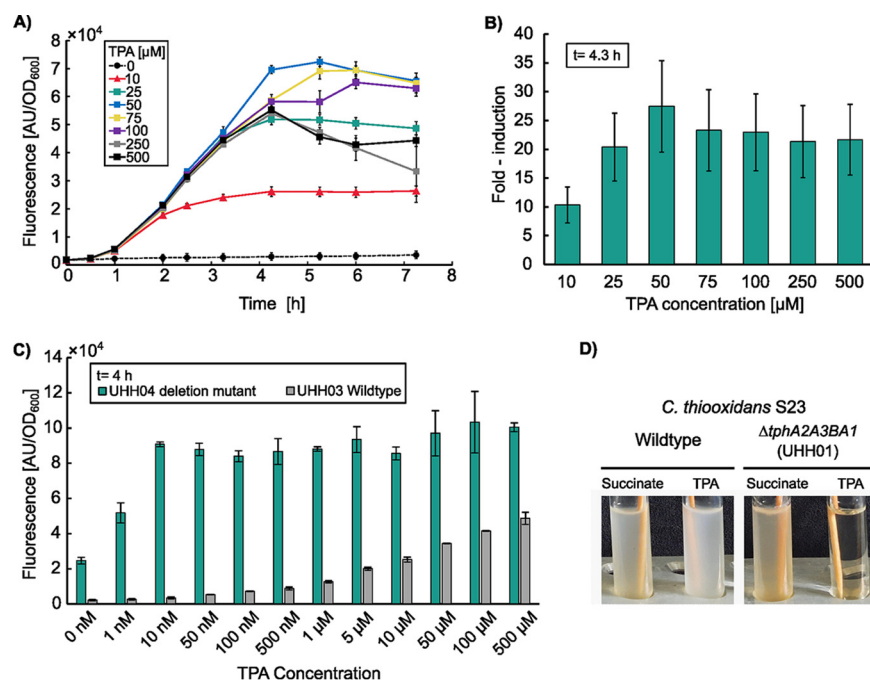 A)
×10⁴
Fluorescence [AU/OD₆₀₀]
8
7
6
5
4
3
2
1
0
TPA [µM]
0
10
25
50
75
100
250
500
0 1 2 3 4 5 6 7 8
Time [h]
B)
t= 4.3 h
Fold - induction
40
35
30
25
20
15
10
5
0
10 25 50 75 100 250 500
TPA concentration [µM]
C)
×10⁴
t= 4 h
UHH04 deletion mutant UHH03 Wildtype
Fluorescence [AU/OD₆₀₀]
14
12
10
8
6
4
2
0
0 nM 1 nM 10 nM 50 nM 100 nM 500 nM 1 µM 5 µM 10 µM 50 µM 100 µM 500 µM
TPA Concentration
D)
C. thiooxidans S23
Wildtype
ΔtphA2A3BA1
(UHH01)
Succinate TPA Succinate TPA